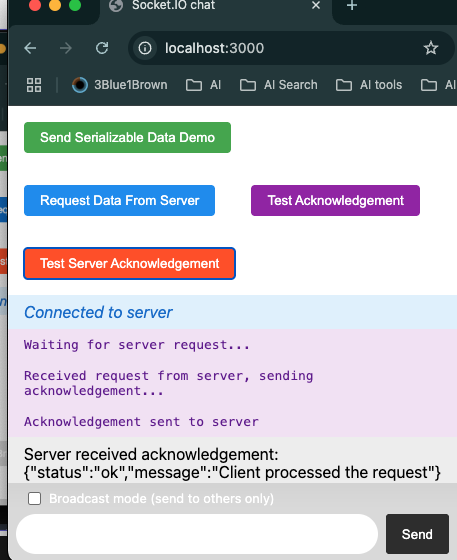 Socket.IO chat
localhost:3000
3Blue1Brown AI AI Search AI tools AI
Send Serializable Data Demo
Request Data From Server Test Acknowledgement
Test Server Acknowledgement
Connected to server
Waiting for server request...
Received request from server, sending
acknowledgement...
Acknowledgement sent to server
Server received acknowledgement:
{"status":"ok","message":"Client processed the request"}
Broadcast mode (send to others only)
Send